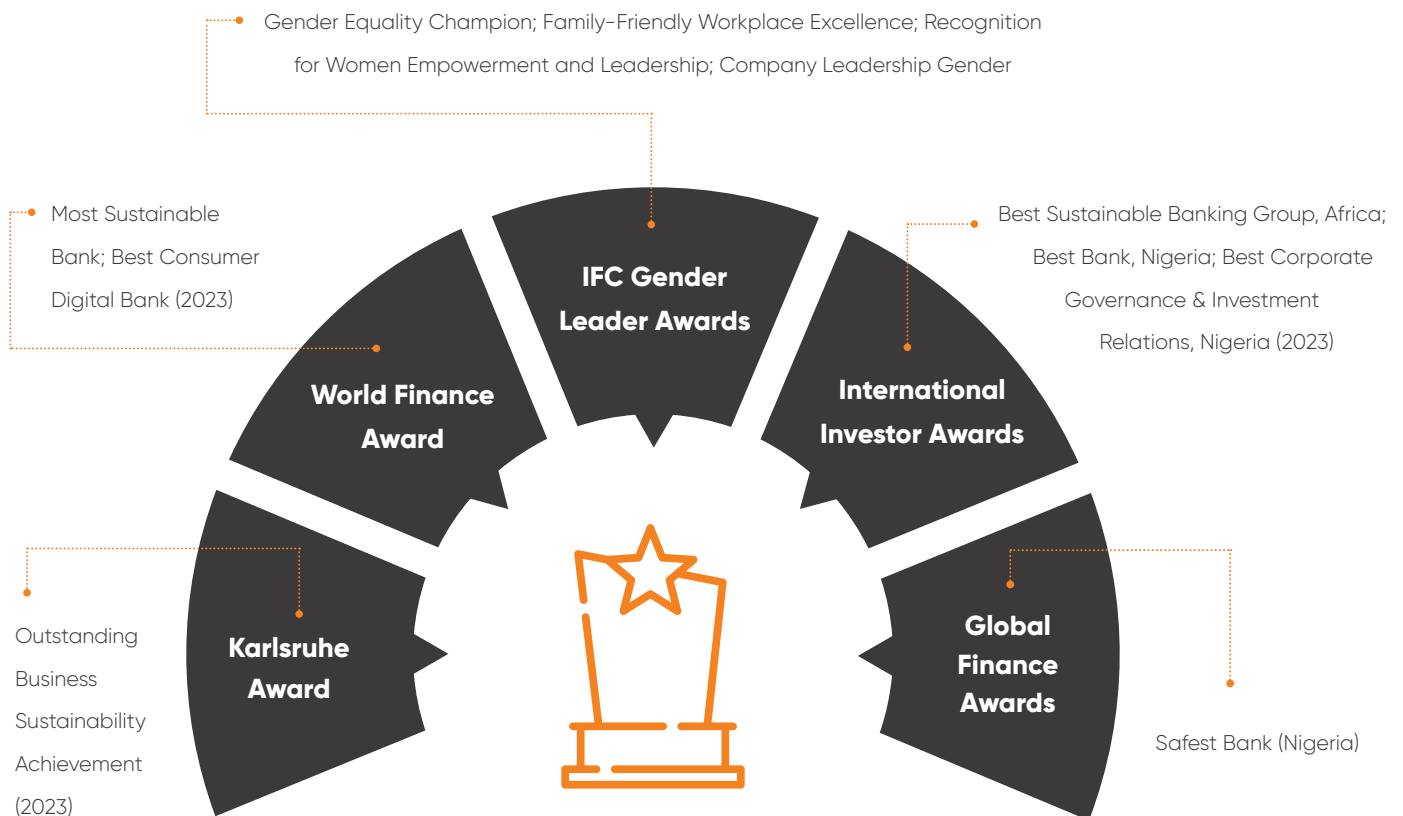 Gender Equality Champion; Family-Friendly Workplace Excellence; Recognition
for Women Empowerment and Leadership; Company Leadership Gender
Most Sustainable
Bank; Best Consumer
Digital Bank (2023)
Best Sustainable Banking Group, Africa;
Best Bank, Nigeria; Best Corporate
Governance & Investment
Relations, Nigeria (2023)
IFC Gender
Leader Awards
World Finance
Award
International
Investor Awards
Karlsruhe
Award
Global
Finance
Awards
Outstanding
Business
Sustainability
Achievement
(2023)
Safest Bank (Nigeria)